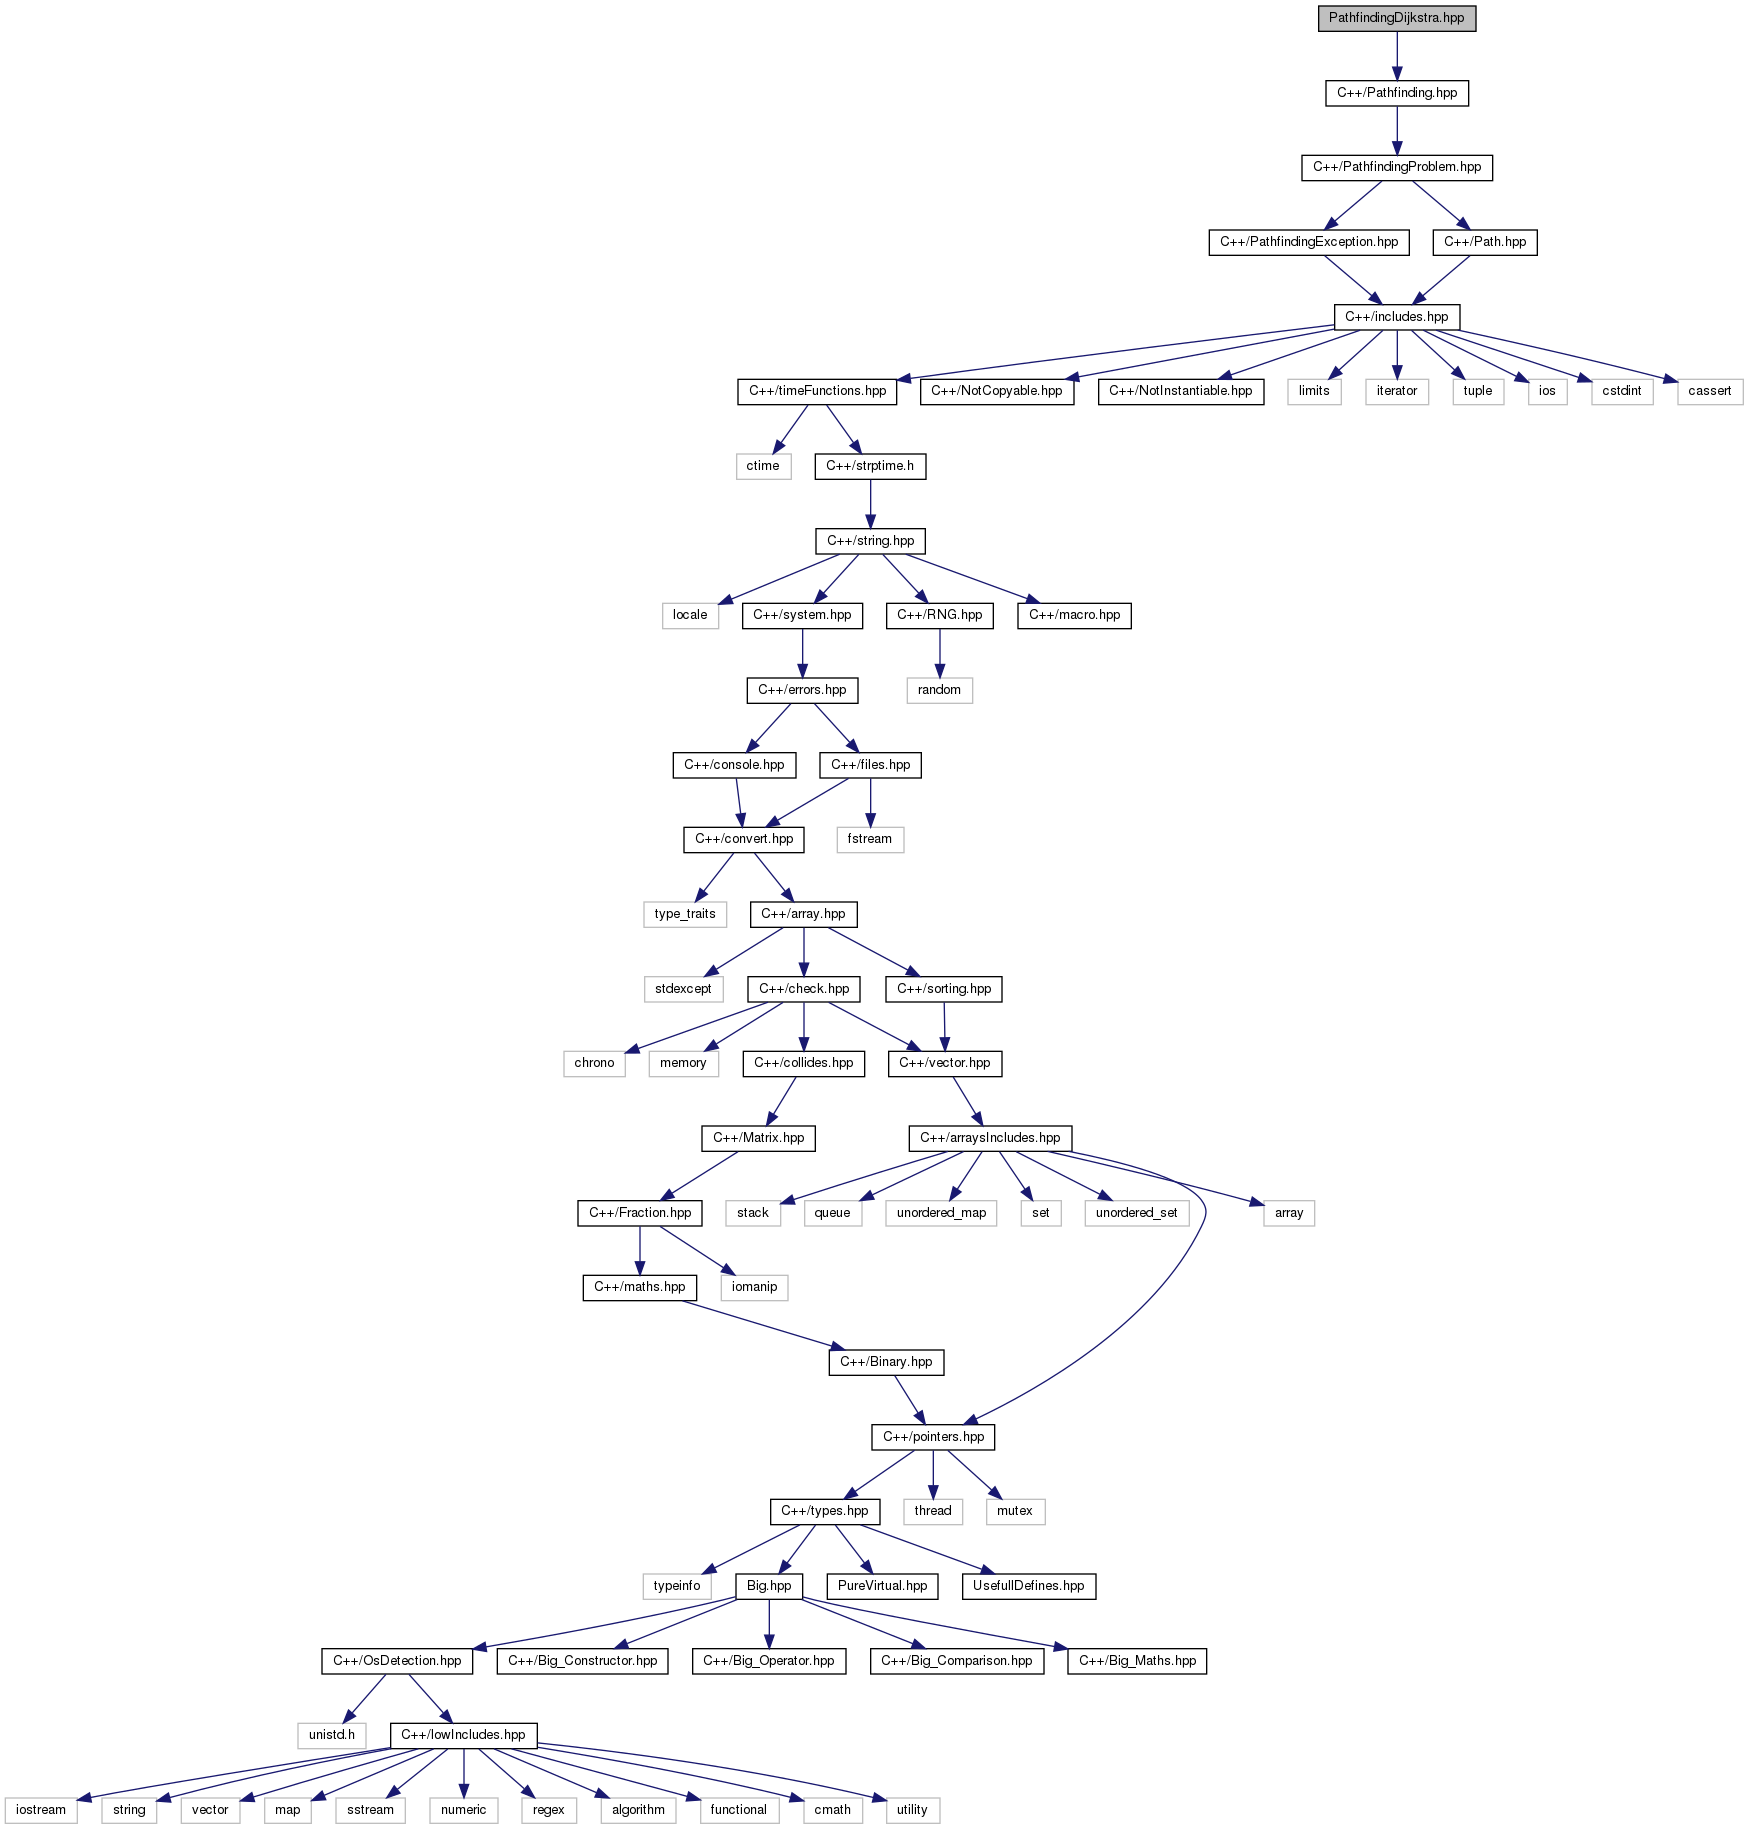 PathfindingDijkstra.hpp
C++/Pathfinding.hpp
C++/PathfindingProblem.hpp
C++/PathfindingException.hpp
C++/Path.hpp
C++/includes.hpp
C++/timeFunctions.hpp
C++/NotCopyable.hpp
C++/NotInstantiable.hpp
limits
iterator
tuple
ios
cstdint
cassert
ctime
C++/strptime.h
C++/string.hpp
locale
C++/system.hpp
C++/RNG.hpp
C++/macro.hpp
C++/errors.hpp
random
C++/console.hpp
C++/files.hpp
C++/convert.hpp
fstream
type_traits
C++/array.hpp
stdexcept
C++/check.hpp
C++/sorting.hpp
chrono
memory
C++/collides.hpp
C++/vector.hpp
C++/Matrix.hpp
C++/arraysIncludes.hpp
C++/Fraction.hpp
stack
queue
unordered_map
set
unordered_set
array
C++/maths.hpp
iomanip
C++/Binary.hpp
C++/pointers.hpp
C++/types.hpp
thread
mutex
typeinfo
Big.hpp
PureVirtual.hpp
UsefullDefines.hpp
C++/OsDetection.hpp
C++/Big_Constructor.hpp
C++/Big_Operator.hpp
C++/Big_Comparison.hpp
C++/Big_Maths.hpp
unistd.h
C++/lowIncludes.hpp
iostream
string
vector
map
sstream
numeric
regex
algorithm
functional
cmath
utility